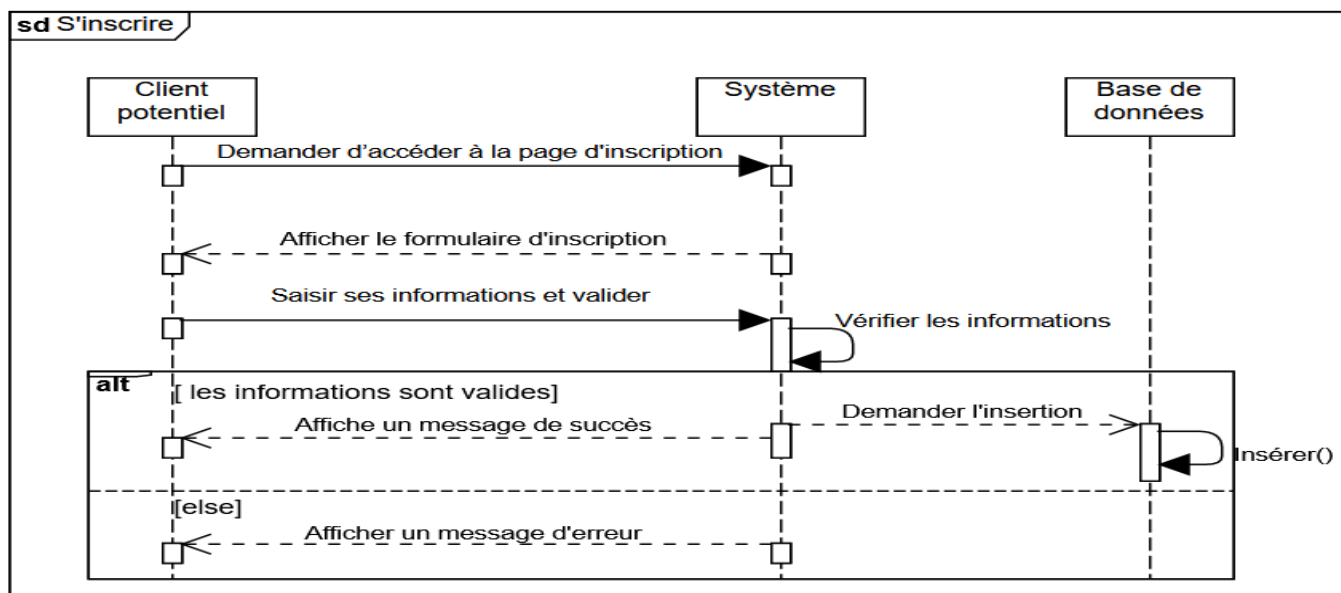 sd S'inscrire
Client
potentiel
Système
Base de
données
Demander d'accéder à la page d'inscription
Afficher le formulaire d'inscription
Saisir ses informations et valider
Vérifier les informations
alt
[ les informations sont valides]
Demander l'insertion
Affiche un message de succès
Insérer()
[else]
Afficher un message d'erreur